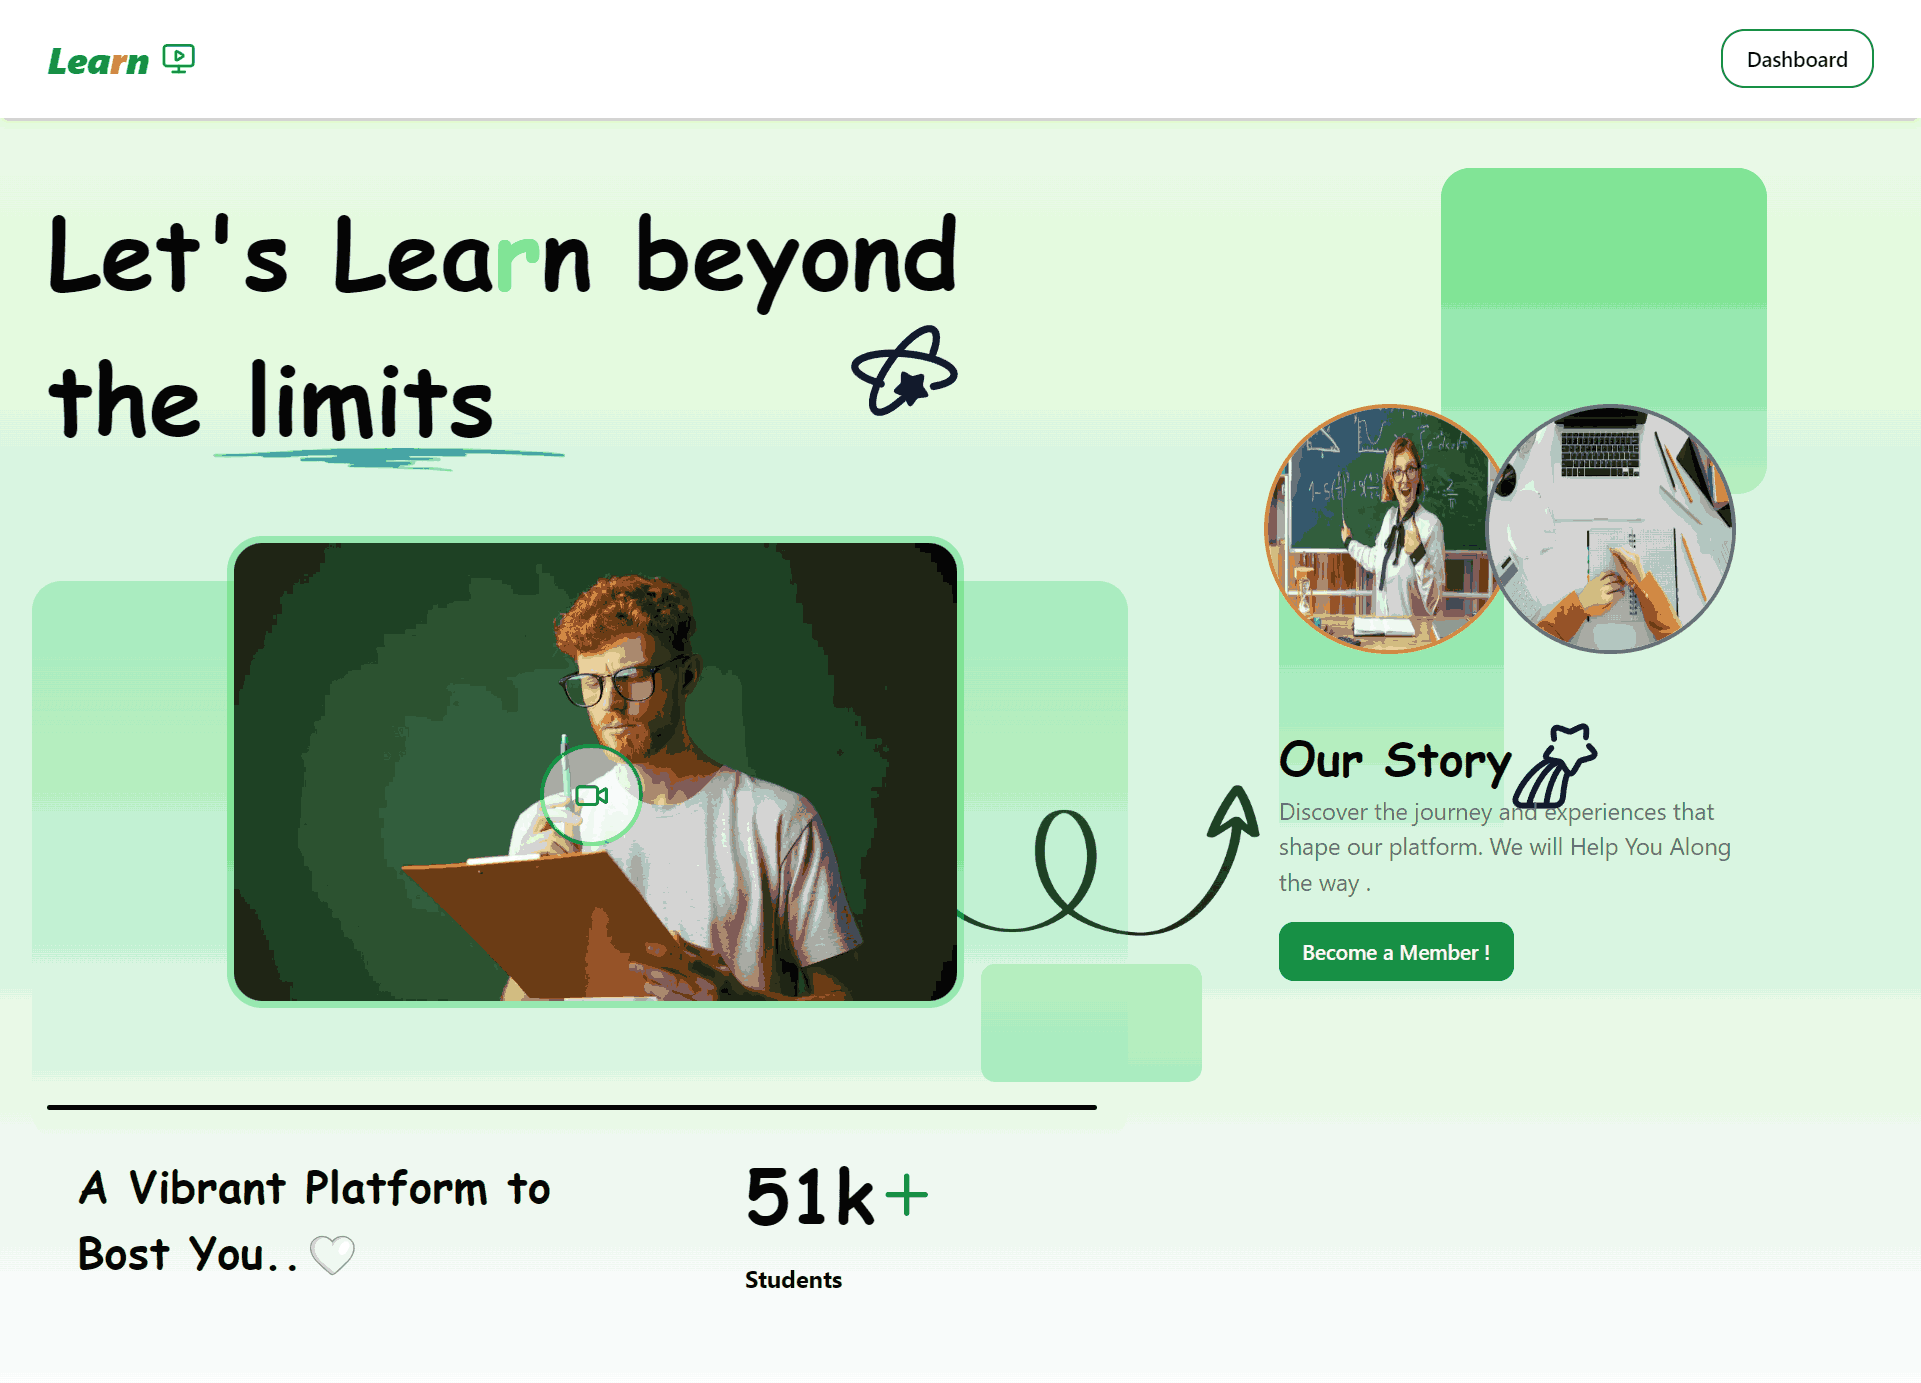 Learn
Dashboard
Let's Learn beyond
the limits
Our Story
Discover the journey and experiences that
shape our platform. We will Help You Along
the way .
Become a Member !
A Vibrant Platform to
Bost You..🤍
51k+
Students